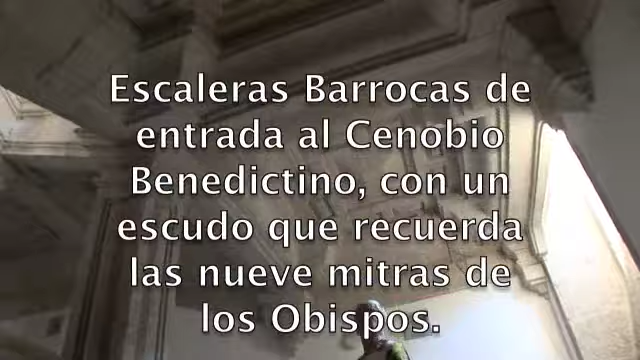 Escaleras Barrocas de
entrada al Cenobio
Benedictino, con un
escudo que recuerda
las nueve mitras de
los Obispos.